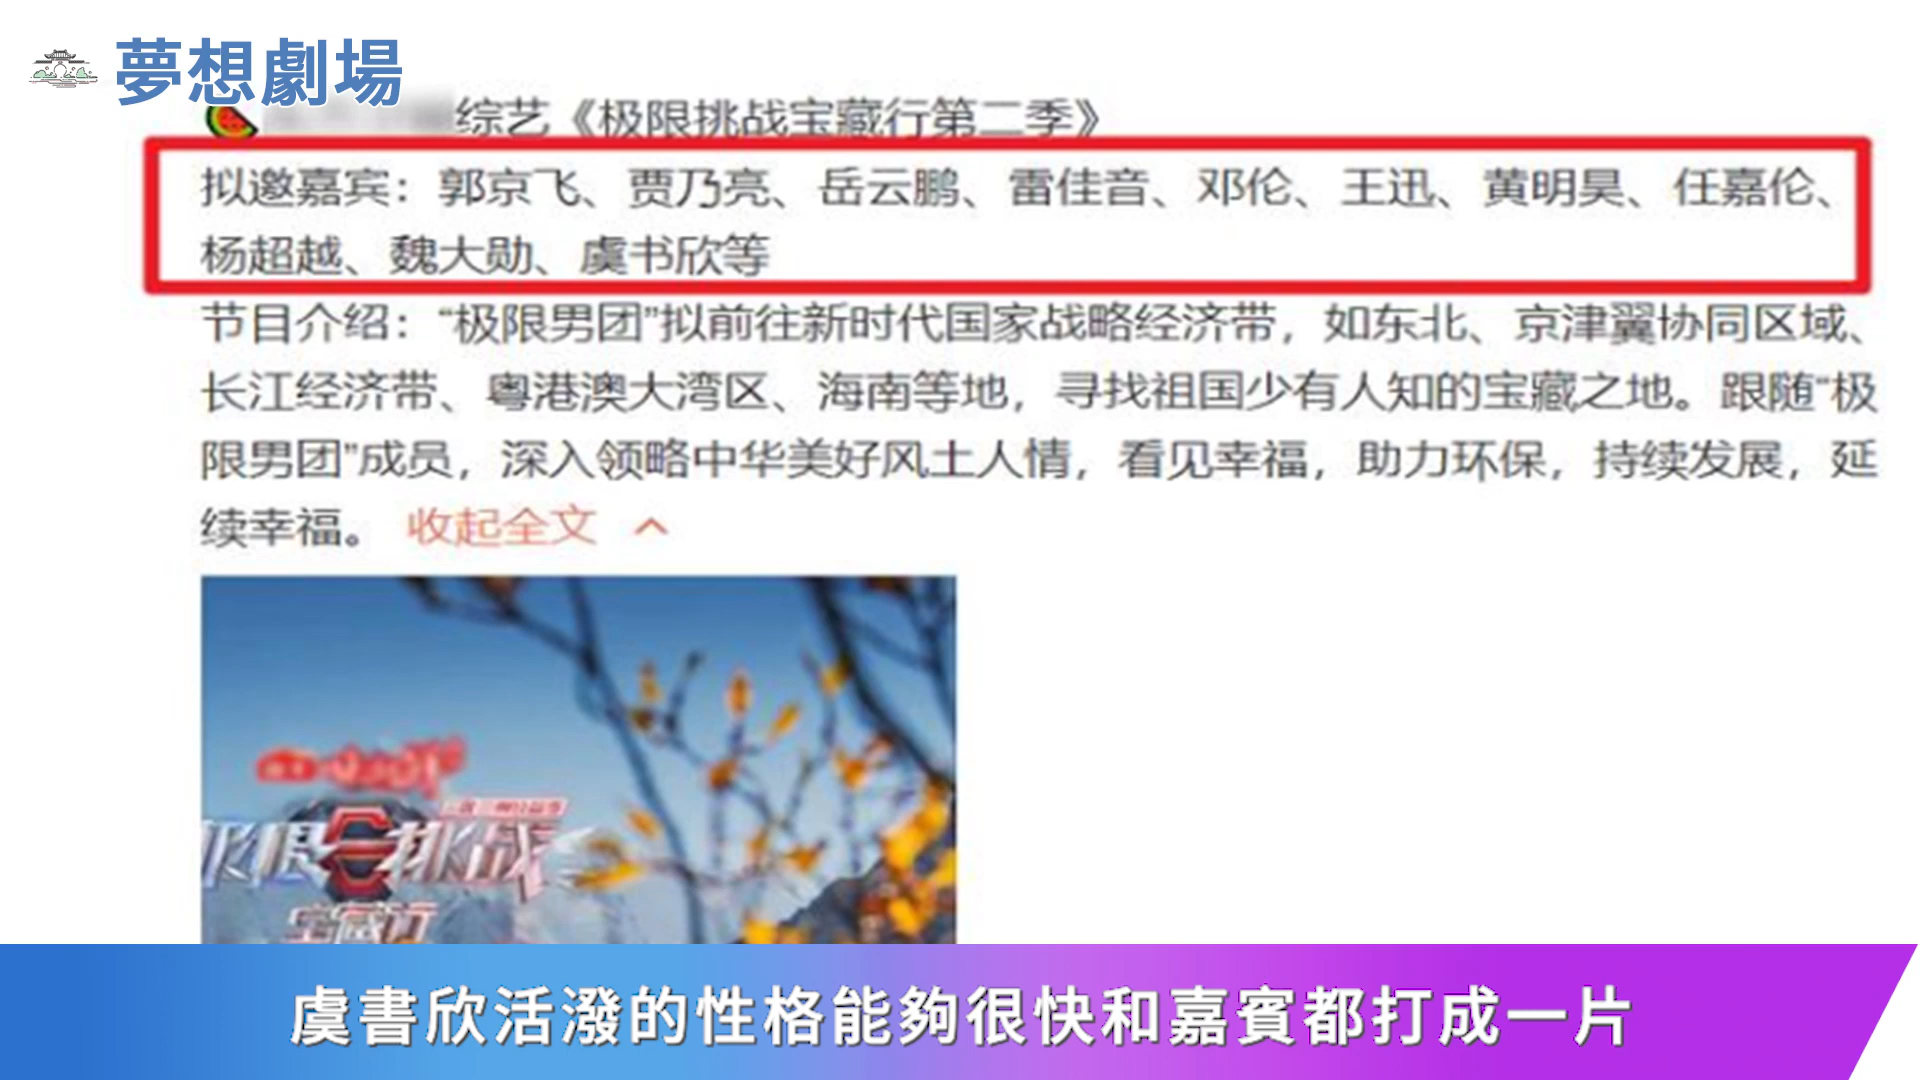 夢想劇場
综艺《极限挑战宝藏行第二季》
拟邀嘉宾：郭京飞、贾乃亮、岳云鹏、雷佳音、邓伦、王迅、黄明昊、任嘉伦、
杨超越、魏大勋、虞书欣等
节目介绍：“极限男团”拟前往新时代国家战略经济带，如东北、京津翼协同区域、
长江经济带、粤港澳大湾区、海南等地，寻找祖国少有人知的宝藏之地。跟随“极
限男团”成员，深入领略中华美好风土人情，看见幸福，助力环保，持续发展，延
续幸福。 收起全文
极限挑战
宝藏行
虞書欣活潑的性格能夠很快和嘉賓都打成一片